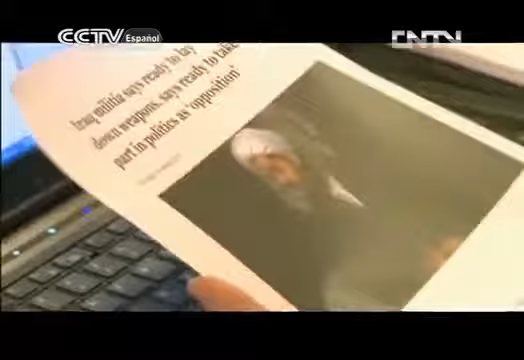 CCTV Español
CNTV
Iraq militia says ready to lay
down weapons, says ready to take
part in politics as 'opposition'